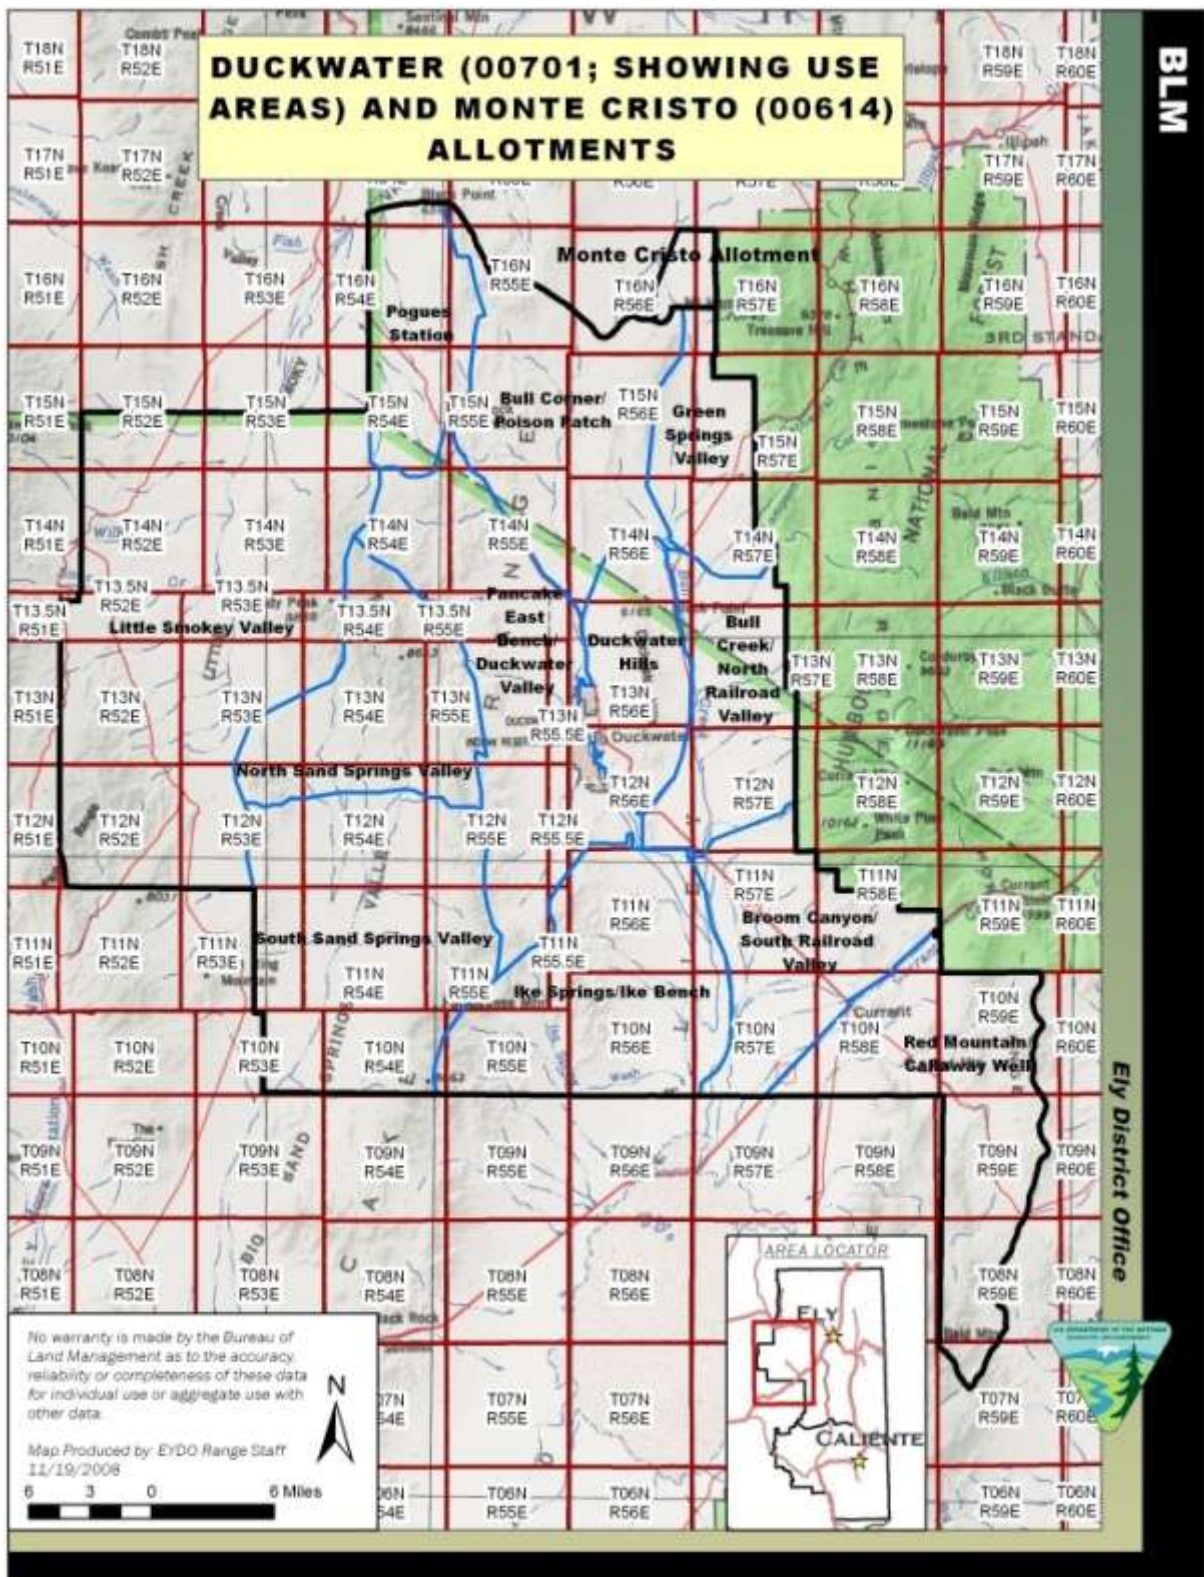 DUCKWATER (00701; SHOWING USE
AREAS) AND MONTE CRISTO (00614)
ALLOTMENTS
BLM
Ely District Office
T18N
R51E
T18N
R52E
T18N
R59E
T18N
R60E
T17N
R51E
T17N
R52E
T17N
R59E
T17N
R60E
Monte Cristo Allotment
T16N
R51E
T16N
R52E
T16N
R53E
T16N
R54E
T16N
R55E
T16N
R56E
T16N
R57E
T16N
R58E
T16N
R59E
T16N
R60E
Pogues
Station
Treasure Hill
T15N
R51E
T15N
R52E
T15N
R53E
T15N
R54E
T15N
R55E
Bull Corner/
Poison Patch
T15N
R56E
Green
Springs
Valley
T15N
R57E
T15N
R58E
T15N
R59E
T15N
R60E
NATIONAL
T14N
R51E
T14N
R52E
T14N
R53E
T14N
R54E
T14N
R55E
T14N
R56E
T14N
R57E
T14N
R58E
T14N
R59E
T14N
R60E
Bald Mtn
T13.5N
R51E
T13.5N
R52E
T13.5N
R53E
T13.5N
R54E
T13.5N
R55E
Little Smokey Valley
Pancake
East
Bench/
Duckwater
Valley
Duckwater
Hills
Bull
Creek/
North
Railroad
Valley
T13N
R51E
T13N
R52E
T13N
R53E
T13N
R54E
T13N
R55E
T13N
R55.5E
T13N
R56E
T13N
R57E
T13N
R58E
T13N
R59E
T13N
R60E
Duckwater
North Sand Springs Valley
T12N
R51E
T12N
R52E
T12N
R53E
T12N
R54E
T12N
R55E
T12N
R55.5E
T12N
R56E
T12N
R57E
T12N
R58E
T12N
R59E
T12N
R60E
T11N
R51E
T11N
R52E
T11N
R53E
South Sand Springs Valley
T11N
R54E
T11N
R55E
T11N
R55.5E
T11N
R56E
T11N
R57E
T11N
R58E
T11N
R59E
T11N
R60E
Broom Canyon/
South Railroad
Valley
Ike Springs/Ike Bench
Currant
T10N
R51E
T10N
R52E
T10N
R53E
T10N
R54E
T10N
R55E
T10N
R56E
T10N
R57E
T10N
R58E
T10N
R59E
T10N
R60E
Red Mountain/
Callaway Well
SAND
SPRINGS
T09N
R51E
T09N
R52E
T09N
R53E
T09N
R54E
T09N
R55E
T09N
R56E
T09N
R57E
T09N
R58E
T09N
R59E
T09N
R60E
BIG
T08N
R51E
T08N
R52E
T08N
R53E
T08N
R54E
T08N
R55E
T08N
R56E
T08N
R59E
T08N
R60E
T07N
R55E
T07N
R56E
T07N
R59E
T06N
R55E
T06N
R56E
T06N
R59E
T06N
R60E
AREA LOCATOR
ELY
CALIENTE
No warranty is made by the Bureau of
Land Management as to the accuracy,
reliability or completeness of these data
for individual use or aggregate use with
other data.
Map Produced by: EYDO Range Staff
11/19/2008
N
6 3 0 6 Miles